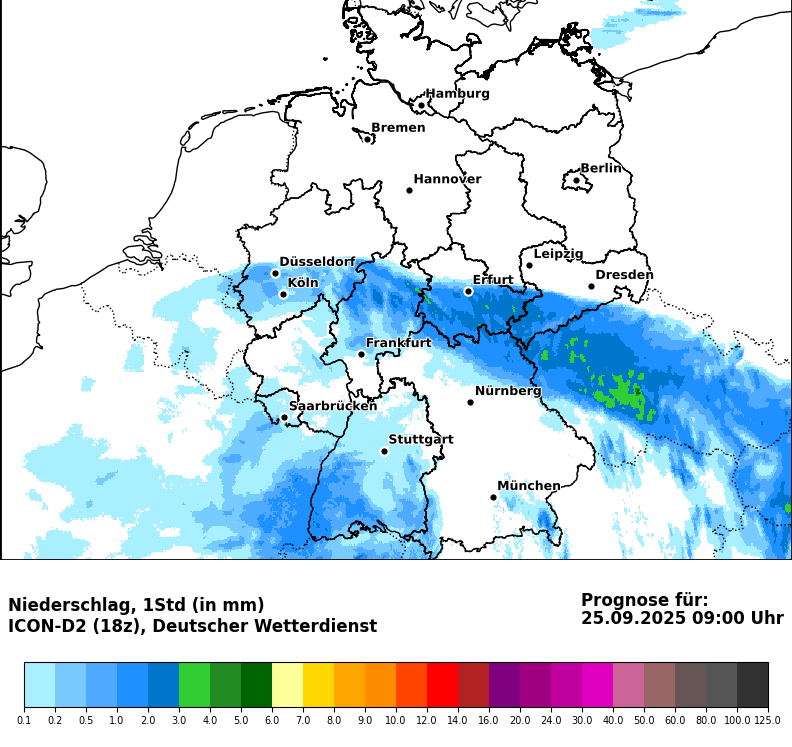 Hamburg
Bremen
Berlin
Hannover
Leipzig
Düsseldorf
Dresden
Köln
Erfurt
Frankfurt
Nürnberg
Saarbrücken
Stuttgart
München
Niederschlag, 1Std (in mm)
ICON-D2 (18z), Deutscher Wetterdienst
Prognose für:
25.09.2025 09:00 Uhr
0.1 0.2 0.5 1.0 2.0 3.0 4.0 5.0 6.0 7.0 8.0 9.0 10.0 12.0 14.0 16.0 20.0 24.0 30.0 40.0 50.0 60.0 80.0 100.0 125.0